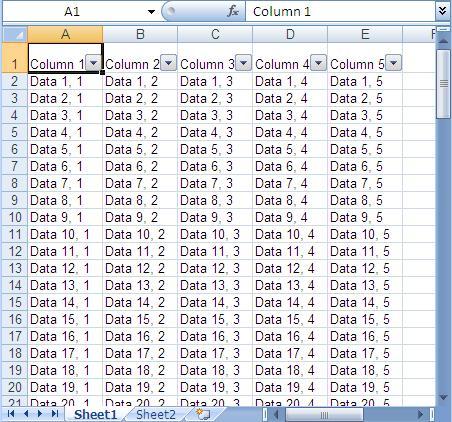 A1 fx Column 1
A B C D E F
1 Column 1 Column 2 Column 3 Column 4 Column 5
2 Data 1, 1 Data 1, 2 Data 1, 3 Data 1, 4 Data 1, 5
3 Data 2, 1 Data 2, 2 Data 2, 3 Data 2, 4 Data 2, 5
4 Data 3, 1 Data 3, 2 Data 3, 3 Data 3, 4 Data 3, 5
5 Data 4, 1 Data 4, 2 Data 4, 3 Data 4, 4 Data 4, 5
6 Data 5, 1 Data 5, 2 Data 5, 3 Data 5, 4 Data 5, 5
7 Data 6, 1 Data 6, 2 Data 6, 3 Data 6, 4 Data 6, 5
8 Data 7, 1 Data 7, 2 Data 7, 3 Data 7, 4 Data 7, 5
9 Data 8, 1 Data 8, 2 Data 8, 3 Data 8, 4 Data 8, 5
10 Data 9, 1 Data 9, 2 Data 9, 3 Data 9, 4 Data 9, 5
11 Data 10, 1 Data 10, 2 Data 10, 3 Data 10, 4 Data 10, 5
12 Data 11, 1 Data 11, 2 Data 11, 3 Data 11, 4 Data 11, 5
13 Data 12, 1 Data 12, 2 Data 12, 3 Data 12, 4 Data 12, 5
14 Data 13, 1 Data 13, 2 Data 13, 3 Data 13, 4 Data 13, 5
15 Data 14, 1 Data 14, 2 Data 14, 3 Data 14, 4 Data 14, 5
16 Data 15, 1 Data 15, 2 Data 15, 3 Data 15, 4 Data 15, 5
17 Data 16, 1 Data 16, 2 Data 16, 3 Data 16, 4 Data 16, 5
18 Data 17, 1 Data 17, 2 Data 17, 3 Data 17, 4 Data 17, 5
19 Data 18, 1 Data 18, 2 Data 18, 3 Data 18, 4 Data 18, 5
20 Data 19, 1 Data 19, 2 Data 19, 3 Data 19, 4 Data 19, 5
21 Data 20, 1 Data 20, 2 Data 20, 3 Data 20, 4 Data 20, 5
Sheet1 Sheet2